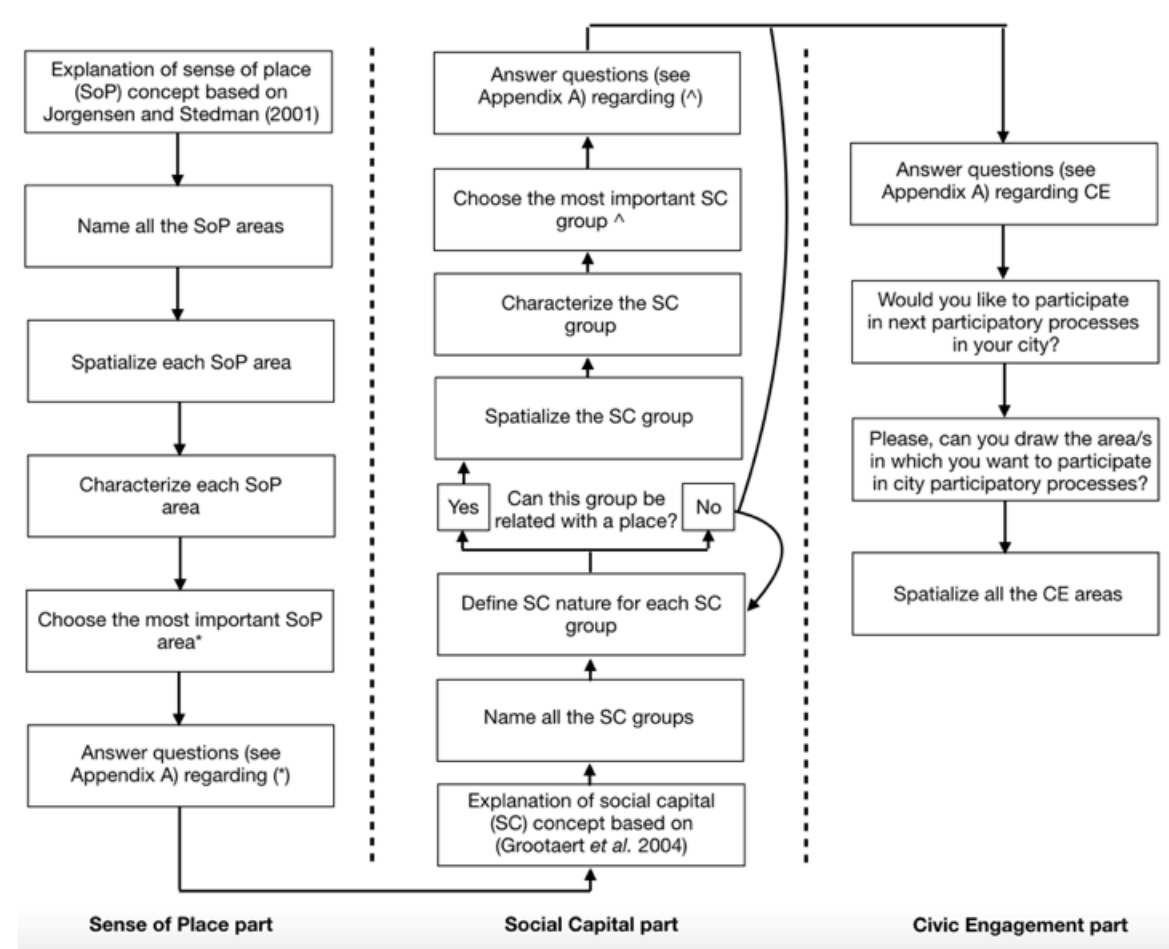 Explanation of sense of place
(SoP) concept based on
Jorgensen and Stedman (2001)
Name all the SoP areas
Spatialize each SoP area
Characterize each SoP
area
Choose the most important SoP
area*
Answer questions (see
Appendix A) regarding (*)
Sense of Place part
Answer questions (see
Appendix A) regarding (^)
Choose the most important SC
group ^
Characterize the SC
group
Spatialize the SC group
Yes
Can this group be
related with a place?
No
Define SC nature for each SC
group
Name all the SC groups
Explanation of social capital
(SC) concept based on
(Grootaert et al. 2004)
Social Capital part
Answer questions (see
Appendix A) regarding CE
Would you like to participate
in next participatory processes
in your city?
Please, can you draw the area/s
in which you want to participate
in city participatory processes?
Spatialize all the CE areas
Civic Engagement part